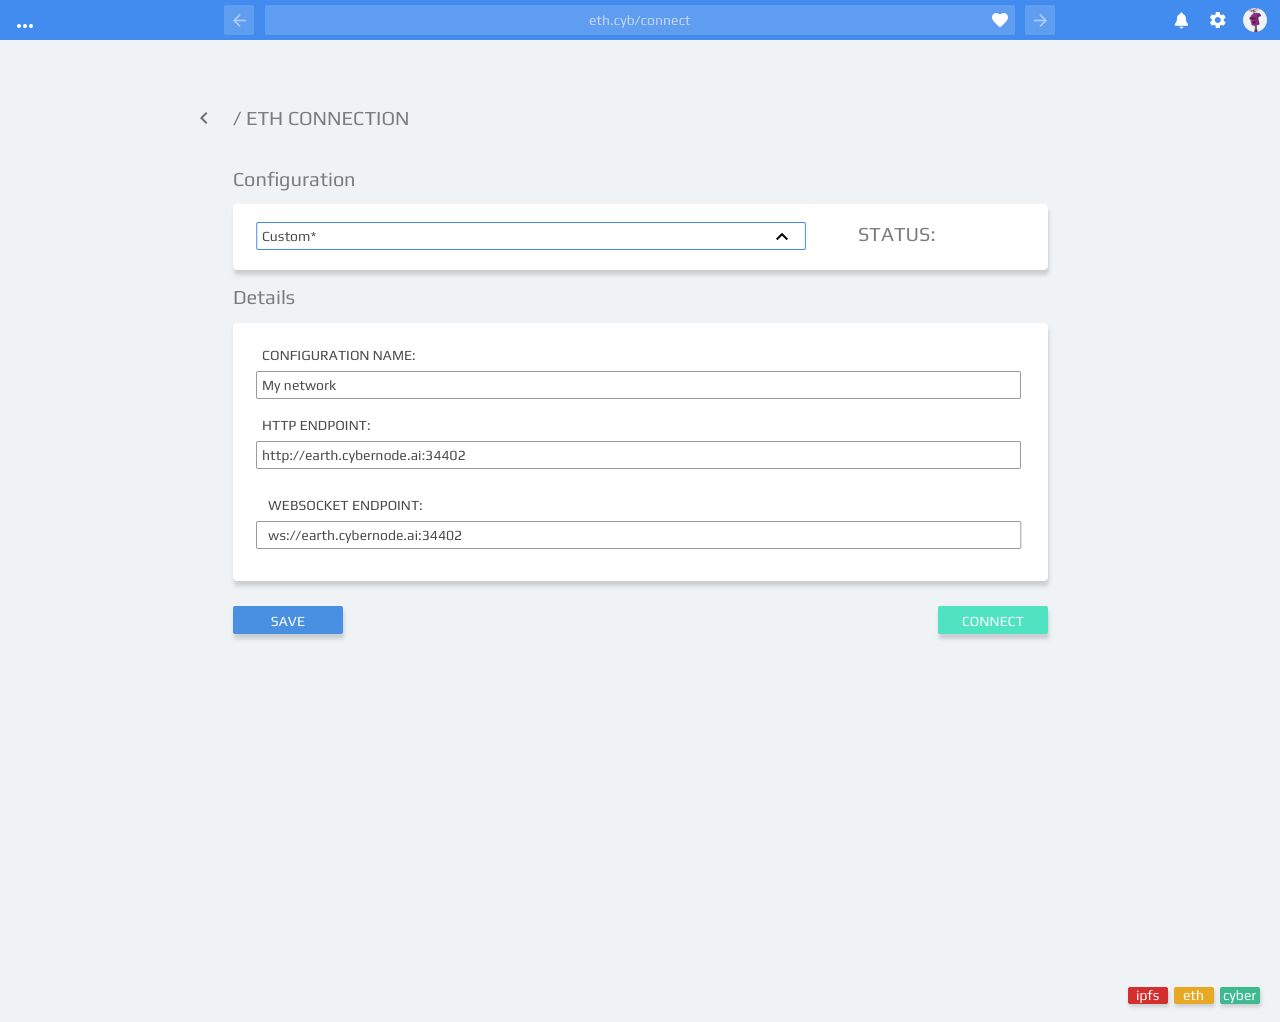 eth.cyb/connect
/ ETH CONNECTION
Configuration
Custom*
STATUS:
Details
CONFIGURATION NAME:
My network
HTTP ENDPOINT:
http://earth.cybernode.ai:34402
WEBSOCKET ENDPOINT:
ws://earth.cybernode.ai:34402
SAVE
CONNECT
ipfs
eth
cyber